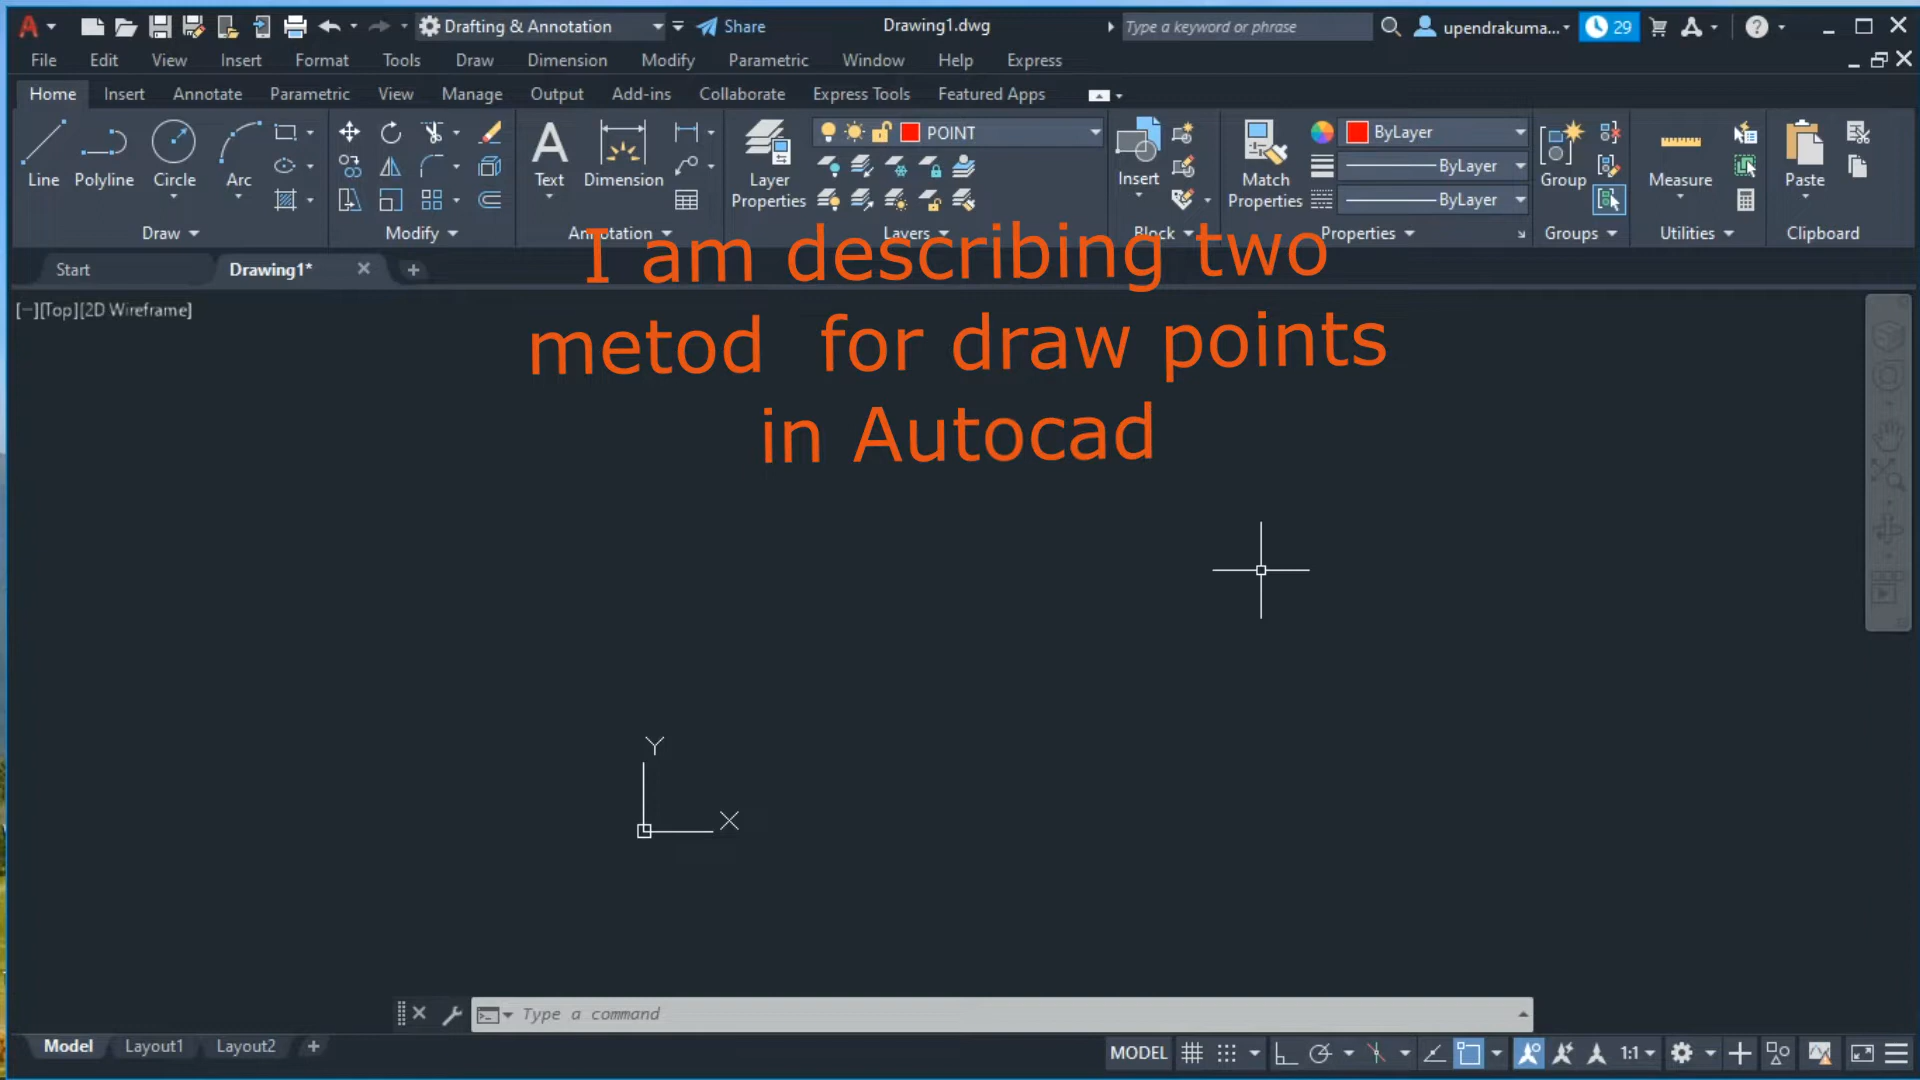 Drafting & Annotation
Share
Drawing1.dwg
Type a keyword or phrase
upendrakuma...
29
File Edit View Insert Format Tools Draw Dimension Modify Parametric Window Help Express
Home Insert Annotate Parametric View Manage Output Add-ins Collaborate Express Tools Featured Apps
POINT
ByLayer
ByLayer
ByLayer
Line Polyline Circle Arc
Text Dimension
Layer
Properties
Insert
Match
Properties
Group
Measure
Paste
Draw
Modify
Annotation
Layers
Block
Properties
Groups
Utilities
Clipboard
Start
Drawing1*
I am describing two
metod for draw points
in Autocad
[−][Top][2D Wireframe]
Y
X
Type a command
Model Layout1 Layout2
MODEL
1:1